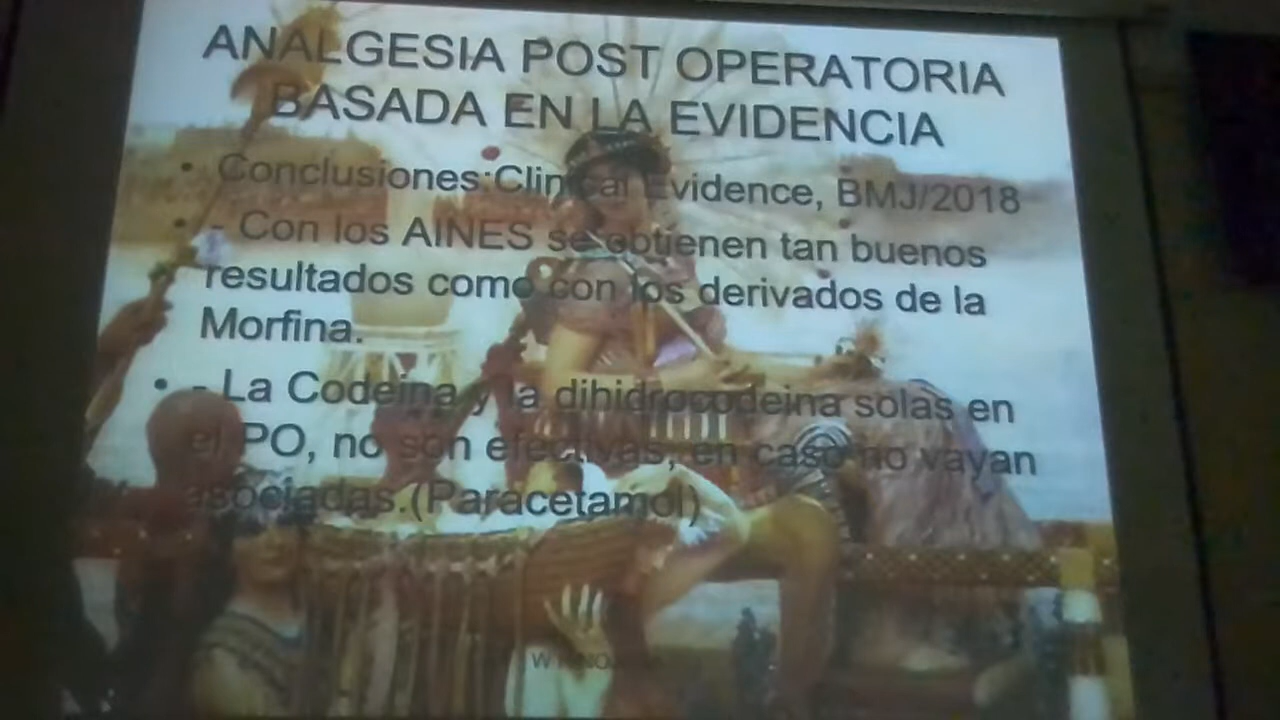 ANALGESIA POST OPERATORIA
BASADA EN LA EVIDENCIA
• Conclusiones:Clinical Evidence, BMJ/2018
• - Con los AINES se obtienen tan buenos
resultados como con los derivados de la
Morfina.
• - La Codeina y la dihidrocodeina solas en
el PO, no son efectivas, en caso no vayan
asociadas.(Paracetamol)